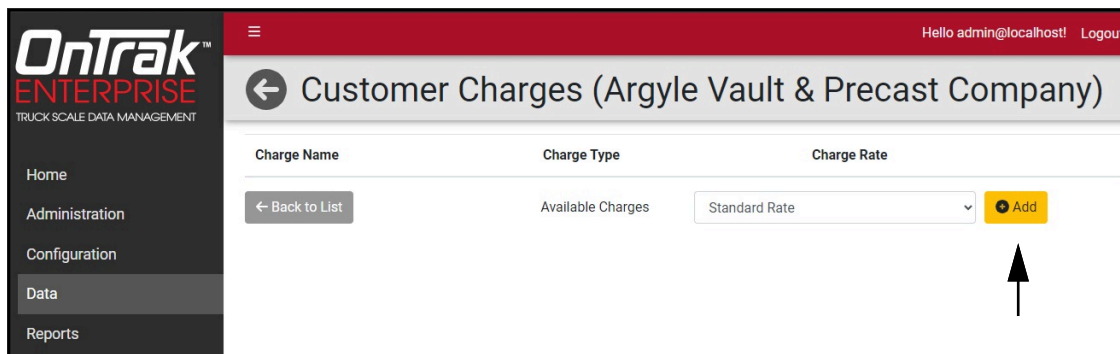 OnTrak™
ENTERPRISE
TRUCK SCALE DATA MANAGEMENT
Home
Administration
Configuration
Data
Reports
Hello admin@localhost! Logout
Customer Charges (Argyle Vault & Precast Company)
Charge Name Charge Type Charge Rate
Back to List Available Charges Standard Rate Add